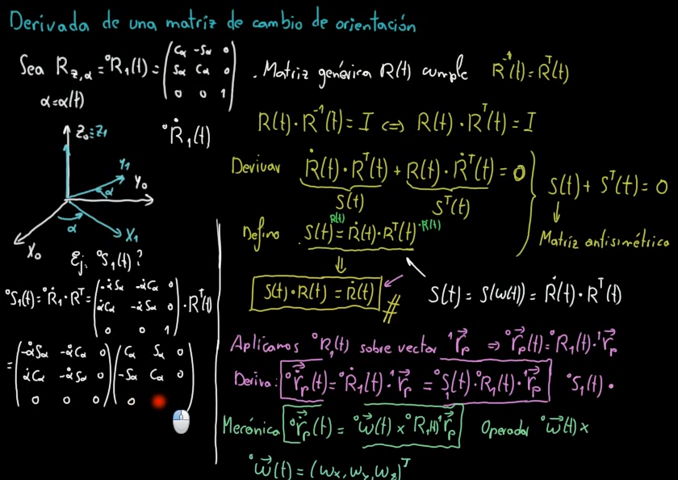 Derivada de una matriz de cambio de orientación
Sea R_{z,α} = ⁰R₁(t) = ( Cα -Sα 0
Sα Cα 0
0 0 1 )
α=α(t)
⁰Ṙ₁(t)
Z₀≡Z₁
Y₁
Y₀
α
α
X₀
X₁
Ej: ⁰S₁(t)?
⁰S₁(t) = ⁰Ṙ₁·Rᵀ = ( -α̇Sα -α̇Cα 0
α̇Cα -α̇Sα 0
0 0 1 ) · Rᵀ(t)
= ( -α̇Sα -α̇Cα 0 ) ( Cα Sα 0
α̇Cα -α̇Sα 0 ) ( -Sα Cα 0
0 0 0 ) ( 0
. Matriz genérica R(t) cumple R⁻¹(t) = Rᵀ(t)
R(t)·R⁻¹(t) = I ⇔ R(t)·Rᵀ(t) = I
Derivar Ṙ(t)·Rᵀ(t) + R(t)·Ṙᵀ(t) = 0
S(t) Sᵀ(t)
S(t) + Sᵀ(t) = 0
Matriz antisimétrica
Defino S(t) = Ṙ(t)·Rᵀ(t)
R(t) ·R(t)
⇓
S(t)·R(t) = Ṙ(t) #
S(t) = S(ω(t)) = Ṙ(t)·Rᵀ(t)
Aplicamos ⁰R₁(t) sobre vector ¹r⃗p ⇒ ⁰r⃗p(t) = ⁰R₁(t)·¹r⃗p
Derivo: ⁰ṙ⃗p(t) = ⁰Ṙ₁(t)·¹r⃗p = ⁰S₁(t)·⁰R₁(t)·¹r⃗p ⁰S₁(t) ·
Mecánica ⁰ṙ⃗p(t) = ⁰ω⃗(t) × ⁰R₁(t)¹r⃗p Operador ⁰ω⃗(t)×
⁰ω⃗(t) = (ωx, ωy, ωz)ᵀ